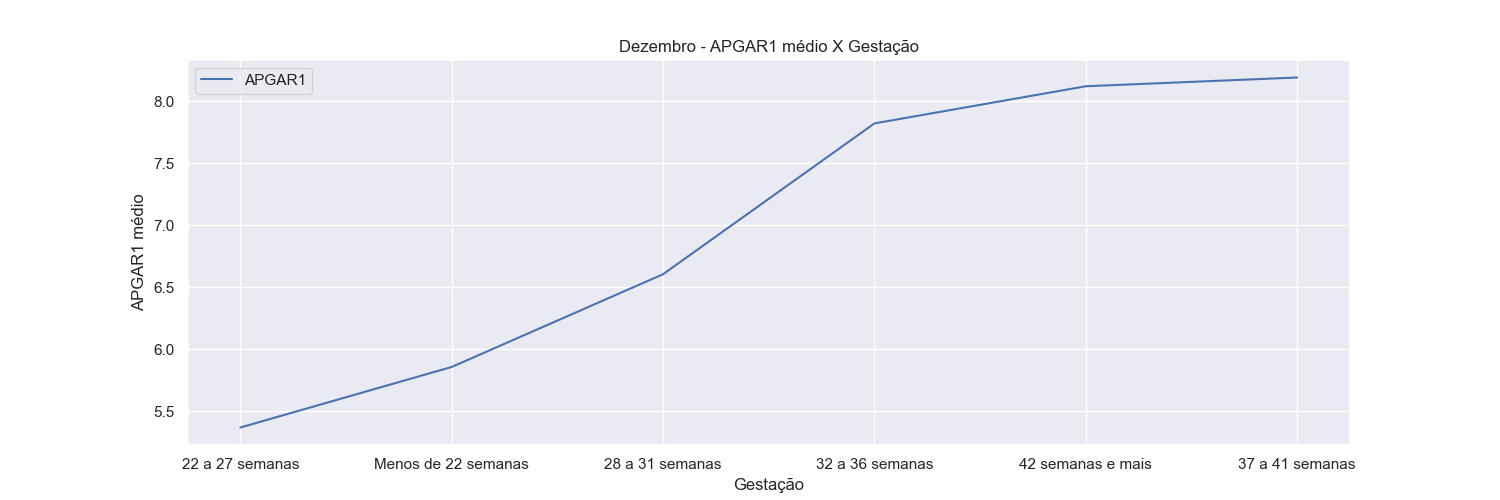 Dezembro - APGAR1 médio X Gestação
APGAR1
8.0
7.5
7.0
6.5
6.0
5.5
APGAR1 médio
22 a 27 semanas
Menos de 22 semanas
28 a 31 semanas
32 a 36 semanas
42 semanas e mais
37 a 41 semanas
Gestação